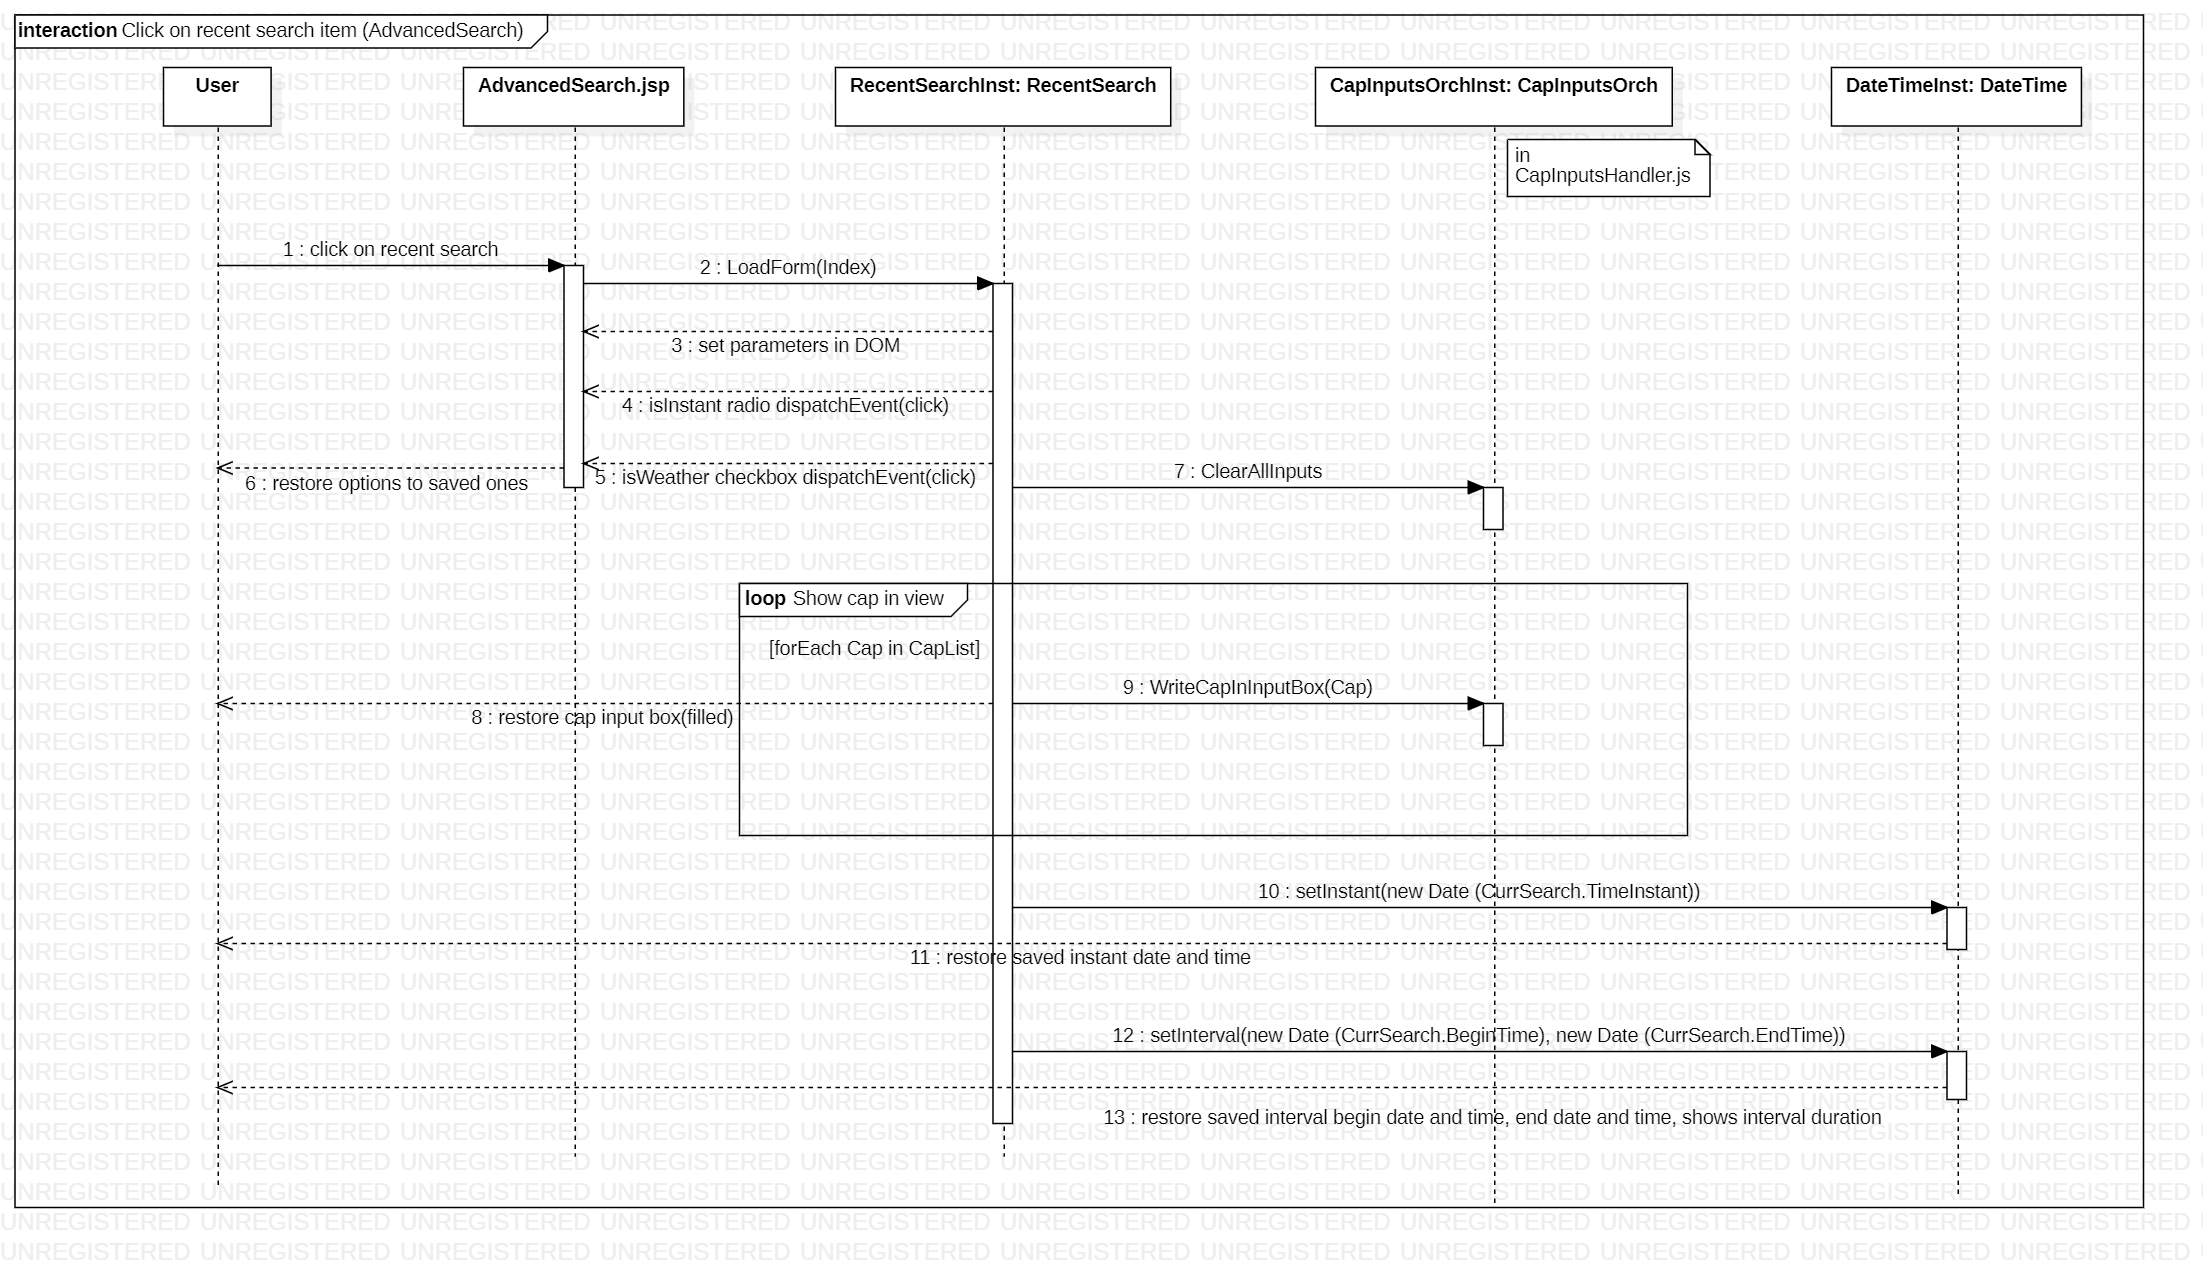 interaction Click on recent search item (AdvancedSearch)
User
AdvancedSearch.jsp
RecentSearchInst: RecentSearch
CapInputsOrchInst: CapInputsOrch
DateTimeInst: DateTime
in
CapInputsHandler.js
1 : click on recent search
2 : LoadForm(Index)
3 : set parameters in DOM
4 : isInstant radio dispatchEvent(click)
5 : isWeather checkbox dispatchEvent(click)
6 : restore options to saved ones
7 : ClearAllInputs
loop Show cap in view
[forEach Cap in CapList]
9 : WriteCapInInputBox(Cap)
8 : restore cap input box(filled)
10 : setInstant(new Date (CurrSearch.TimeInstant))
11 : restore saved instant date and time
12 : setInterval(new Date (CurrSearch.BeginTime), new Date (CurrSearch.EndTime))
13 : restore saved interval begin date and time, end date and time, shows interval duration
UNREGISTERED